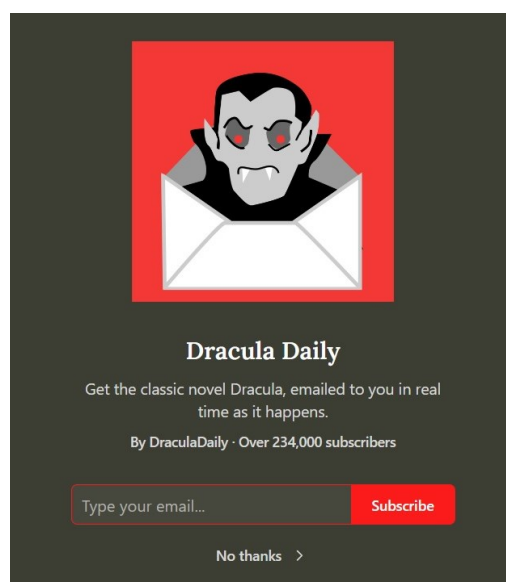 Dracula Daily
Get the classic novel Dracula, emailed to you in real
time as it happens.
By DraculaDaily · Over 234,000 subscribers
Type your email...
Subscribe
No thanks